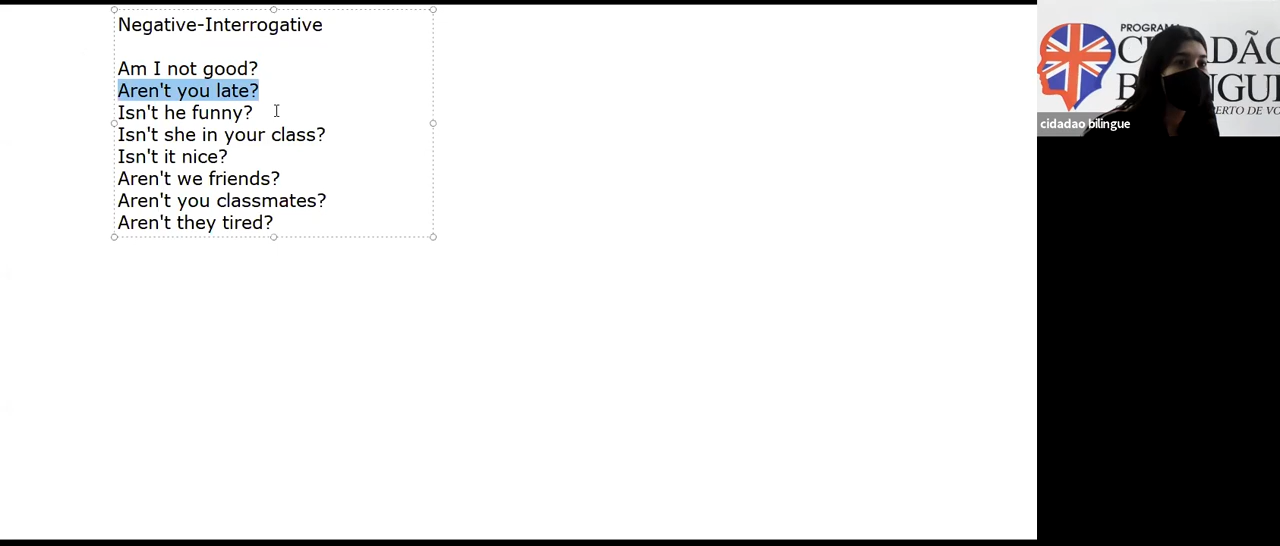 Negative-Interrogative
Am I not good?
Aren't you late?
Isn't he funny?
Isn't she in your class?
Isn't it nice?
Aren't we friends?
Aren't you classmates?
Aren't they tired?
PROGRAMA
cidadao bilingue